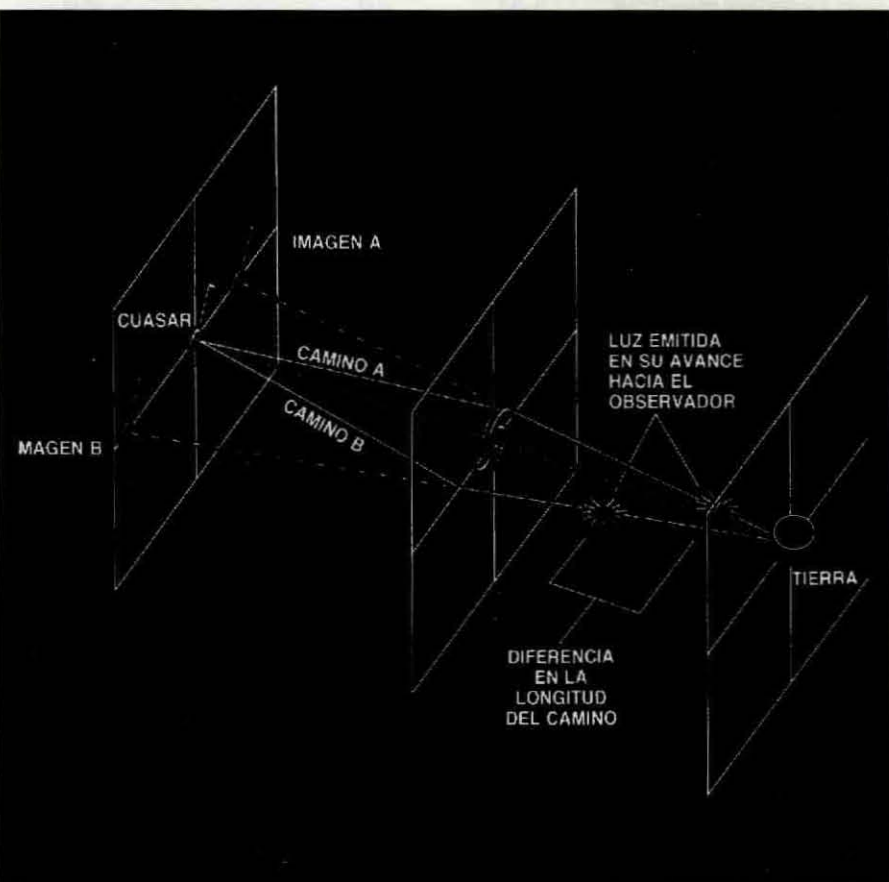 IMAGEN A
CUASAR
CAMINO A
CAMINO B
MAGEN B
LUZ EMITIDA
EN SU AVANCE
HACIA EL
OBSERVADOR
TIERRA
DIFERENCIA
EN LA
LONGITUD
DEL CAMINO